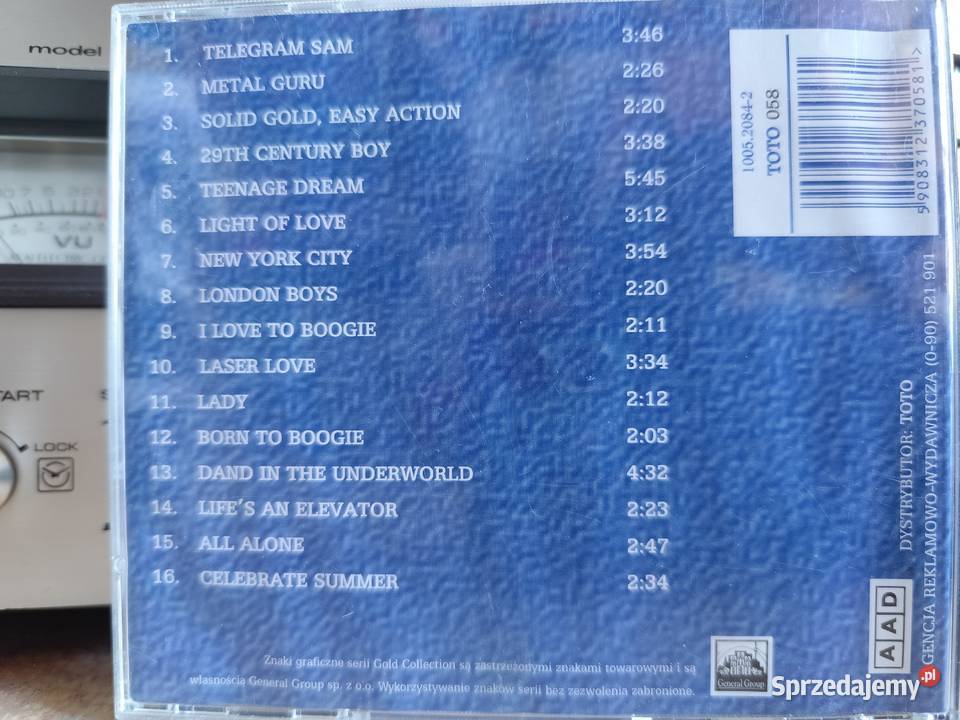 model
1. TELEGRAM SAM 3:46
2. METAL GURU 2:26
3. SOLID GOLD, EASY ACTION 2:20
4. 29TH CENTURY BOY 3:38
5. TEENAGE DREAM 5:45
6. LIGHT OF LOVE 3:12
7. NEW YORK CITY 3:54
8. LONDON BOYS 2:20
9. I LOVE TO BOOGIE 2:11
10. LASER LOVE 3:34
11. LADY 2:12
12. BORN TO BOOGIE 2:03
13. DAND IN THE UNDERWORLD 4:32
14. LIFE'S AN ELEVATOR 2:23
15. ALL ALONE 2:47
16. CELEBRATE SUMMER 2:34
1005.2084-2
TOTO 058
5 908312 370581 >
VU
TART
LOCK
DYSTRYBUTOR: TOTO
GENCJA REKLAMOWO-WYDAWNICZA (0-90) 521 901
AAD
Znaki graficzne serii Gold Collection są zastrzeżonymi znakami towarowymi i są
własnością General Group sp. z o.o. Wykorzystywanie znaków serii bez zezwolenia zabronione.
General Group
Sprzedajemy.pl